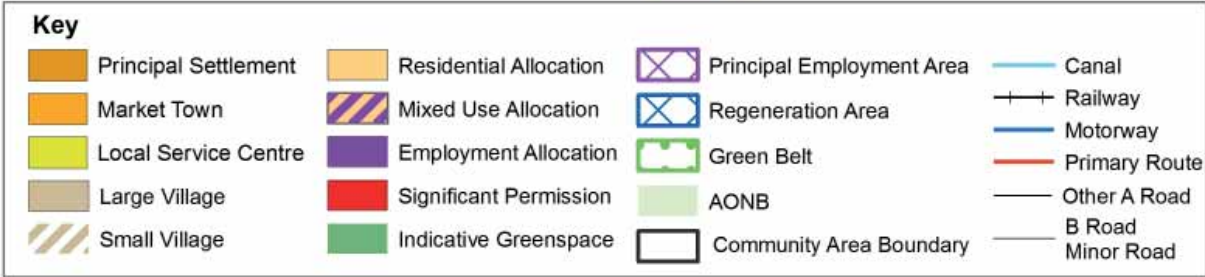 Key
Principal Settlement
Market Town
Local Service Centre
Large Village
Small Village
Residential Allocation
Mixed Use Allocation
Employment Allocation
Significant Permission
Indicative Greenspace
Principal Employment Area
Regeneration Area
Green Belt
AONB
Community Area Boundary
Canal
Railway
Motorway
Primary Route
Other A Road
B Road
Minor Road